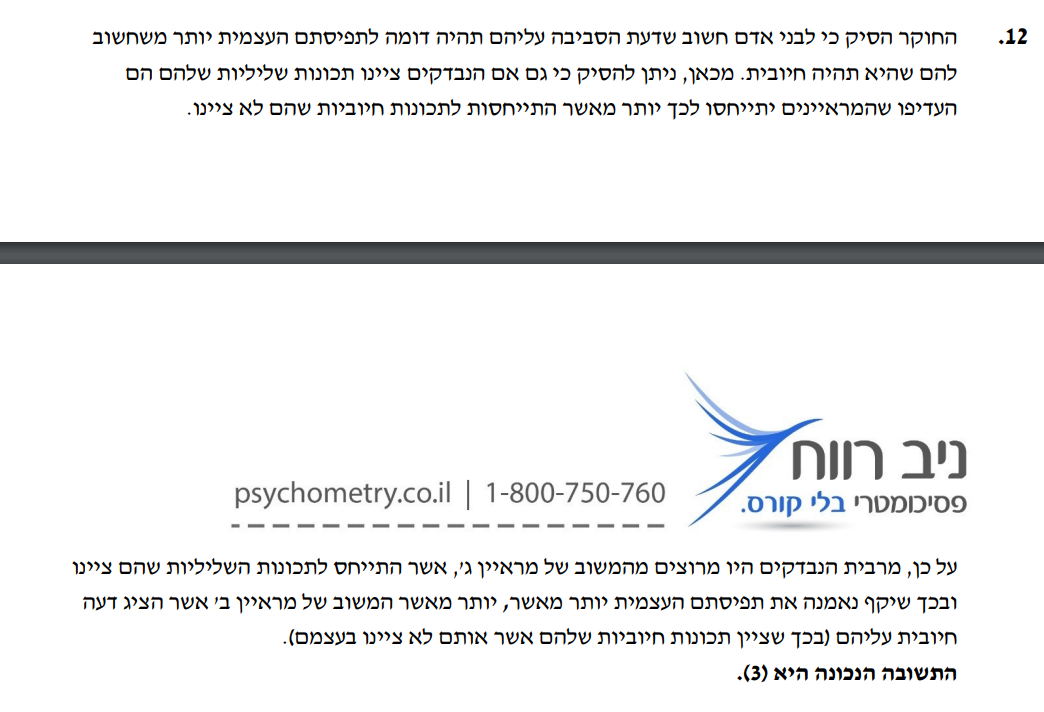 12. החוקר הסיק כי לבני אדם חשוב שדעת הסביבה עליהם תהיה דומה לתפיסתם העצמית יותר משחשוב
להם שהיא תהיה חיובית. מכאן, ניתן להסיק כי גם אם הנבדקים ציינו תכונות שליליות שלהם הם
העדיפו שהמראיינים יתייחסו לכך יותר מאשר התייחסות לתכונות חיוביות שהם לא ציינו.
ניב רווח
פסיכומטרי בלי קורס.
psychometry.co.il | 1-800-750-760
על כן, מרבית הנבדקים היו מרוצים מהמשוב של מראיין ג', אשר התייחס לתכונות השליליות שהם ציינו
ובכך שיקף נאמנה את תפיסתם העצמית יותר מאשר, יותר מאשר המשוב של מראיין ב' אשר הציג דעה
חיובית עליהם (בכך שציין תכונות חיוביות שלהם אשר אותם לא ציינו בעצמם).
התשובה הנכונה היא (3).